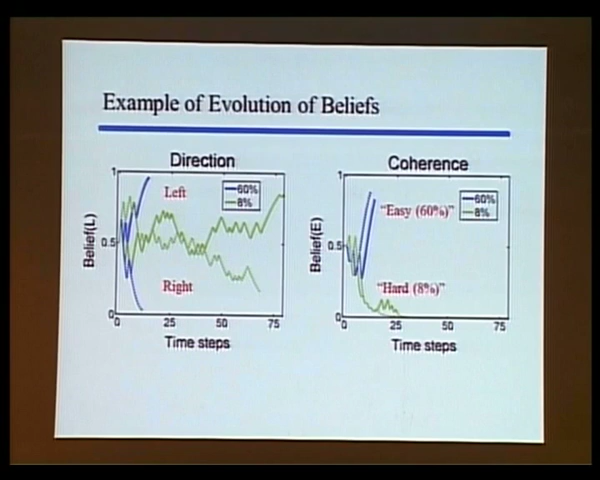 Example of Evolution of Beliefs
Direction
1
Left
60%
8%
Belief(L)
0.5
Right
0
0
25
50
75
Time steps
Coherence
1
60%
8%
"Easy (60%)"
Belief(E)
0.5
"Hard (8%)"
0
0
25
50
75
Time steps